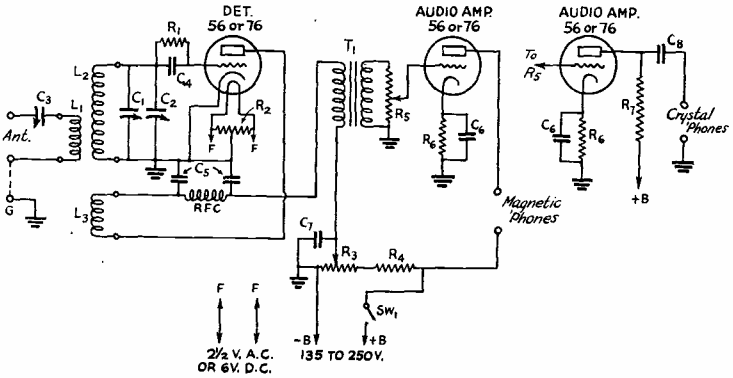 DET.
56 or 76
AUDIO AMP.
56 or 76
AUDIO AMP.
56 or 76
R1
C4
L2
C3
L1
C1
C2
R2
Ant.
F
F
C5
G
L3
RFC
T1
R5
R6
C6
To
R5
C8
R7
C6
R6
Crystal
'Phones
+B
Magnetic
'Phones
C7
R3
R4
SW1
F
F
-B
+B
2½ V. A.C.
OR 6V. D.C.
135 TO 250V.